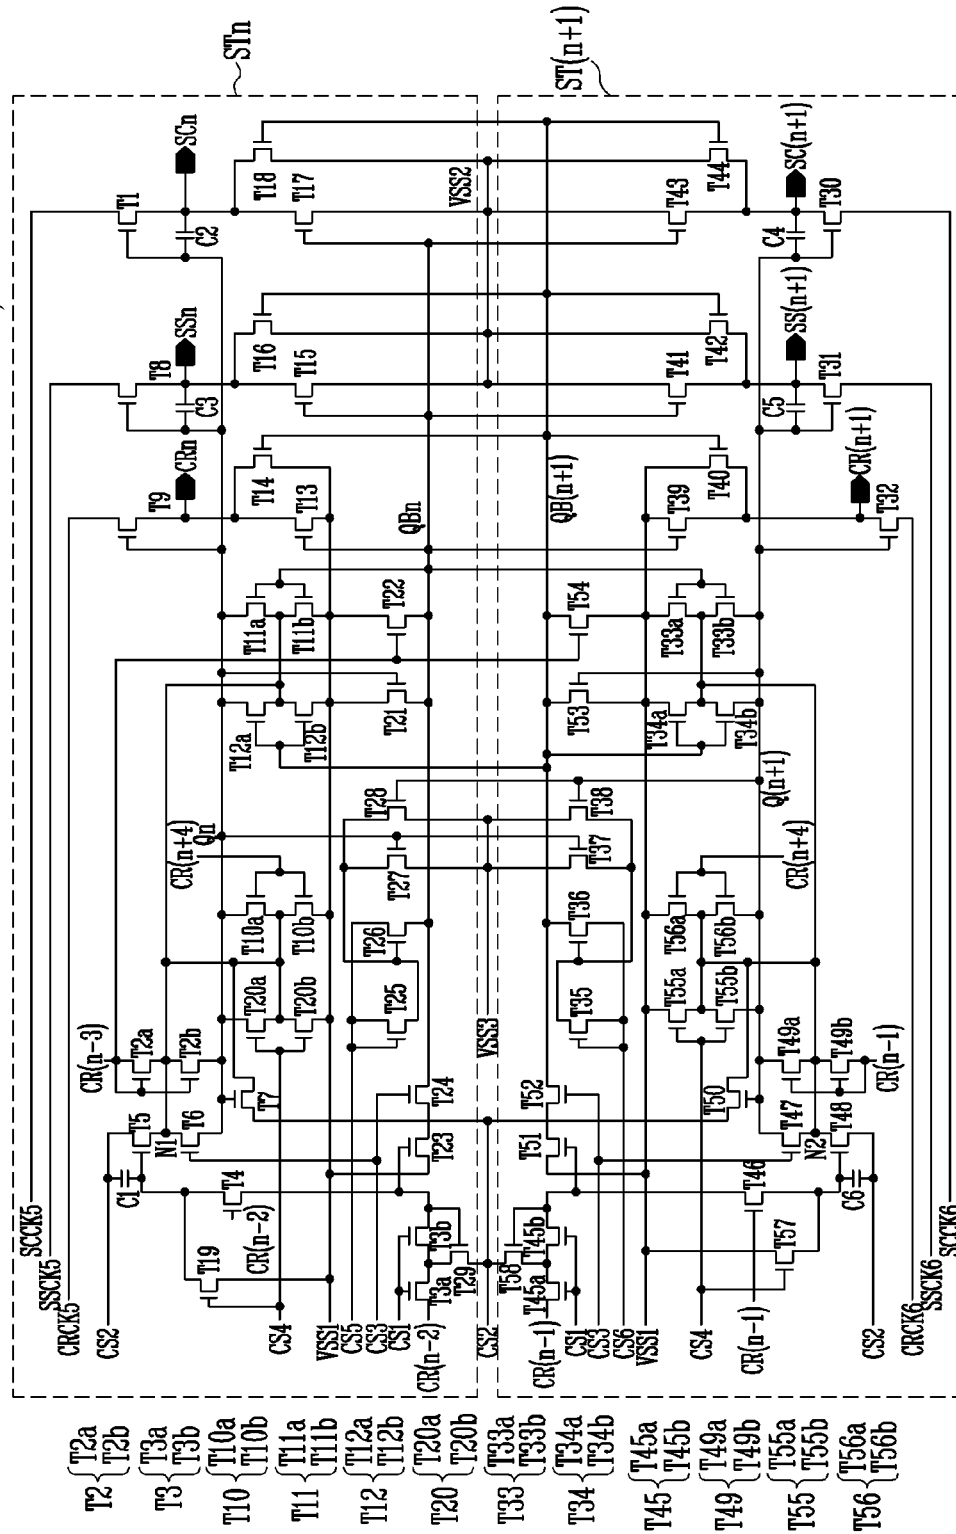 STn
ST(n+1)
SCCK5
SSCK5
CRCK5
CS2
CS4
VSS1
CS5
CS3
CS1
CR(n-2)
CS2
CR(n-1)
CS1
CS3
CS6
VSS1
CS4
CR(n-1)
CS2
CRCK6
SSCK6
SCCK6
T1
SCn
C2
T18
T17
VSS2
T43
T44
SC(n+1)
C4
T30
T8
SSn
C3
T16
T15
T41
T42
SS(n+1)
C5
T31
T9
CRn
T14
T13
QBn
QB(n+1)
T39
T40
CR(n+1)
T32
T11a
T11b
T22
T54
T33a
T33b
T12a
T12b
T21
T53
T34a
T34b
T28
T38
Q(n+1)
CR(n+4)
Qn
T27
T37
CR(n+4)
T10a
T10b
T26
T36
T56a
T56b
T20a
T20b
T25
VSS3
T35
T55a
T55b
CR(n-3)
T2a
T2b
T7
T24
T52
T50
T49a
T49b
CR(n-1)
T5
N1
T6
T23
T51
T47
N2
T48
C1
T4
T46
C6
CR(n-2)
T19
T3b
T29
T3a
T45b
T58
T45a
T57
T2
T2a
T2b
T3
T3a
T3b
T10
T10a
T10b
T11
T11a
T11b
T12
T12a
T12b
T20
T20a
T20b
T33
T33a
T33b
T34
T34a
T34b
T45
T45a
T45b
T49
T49a
T49b
T55
T55a
T55b
T56
T56a
T56b